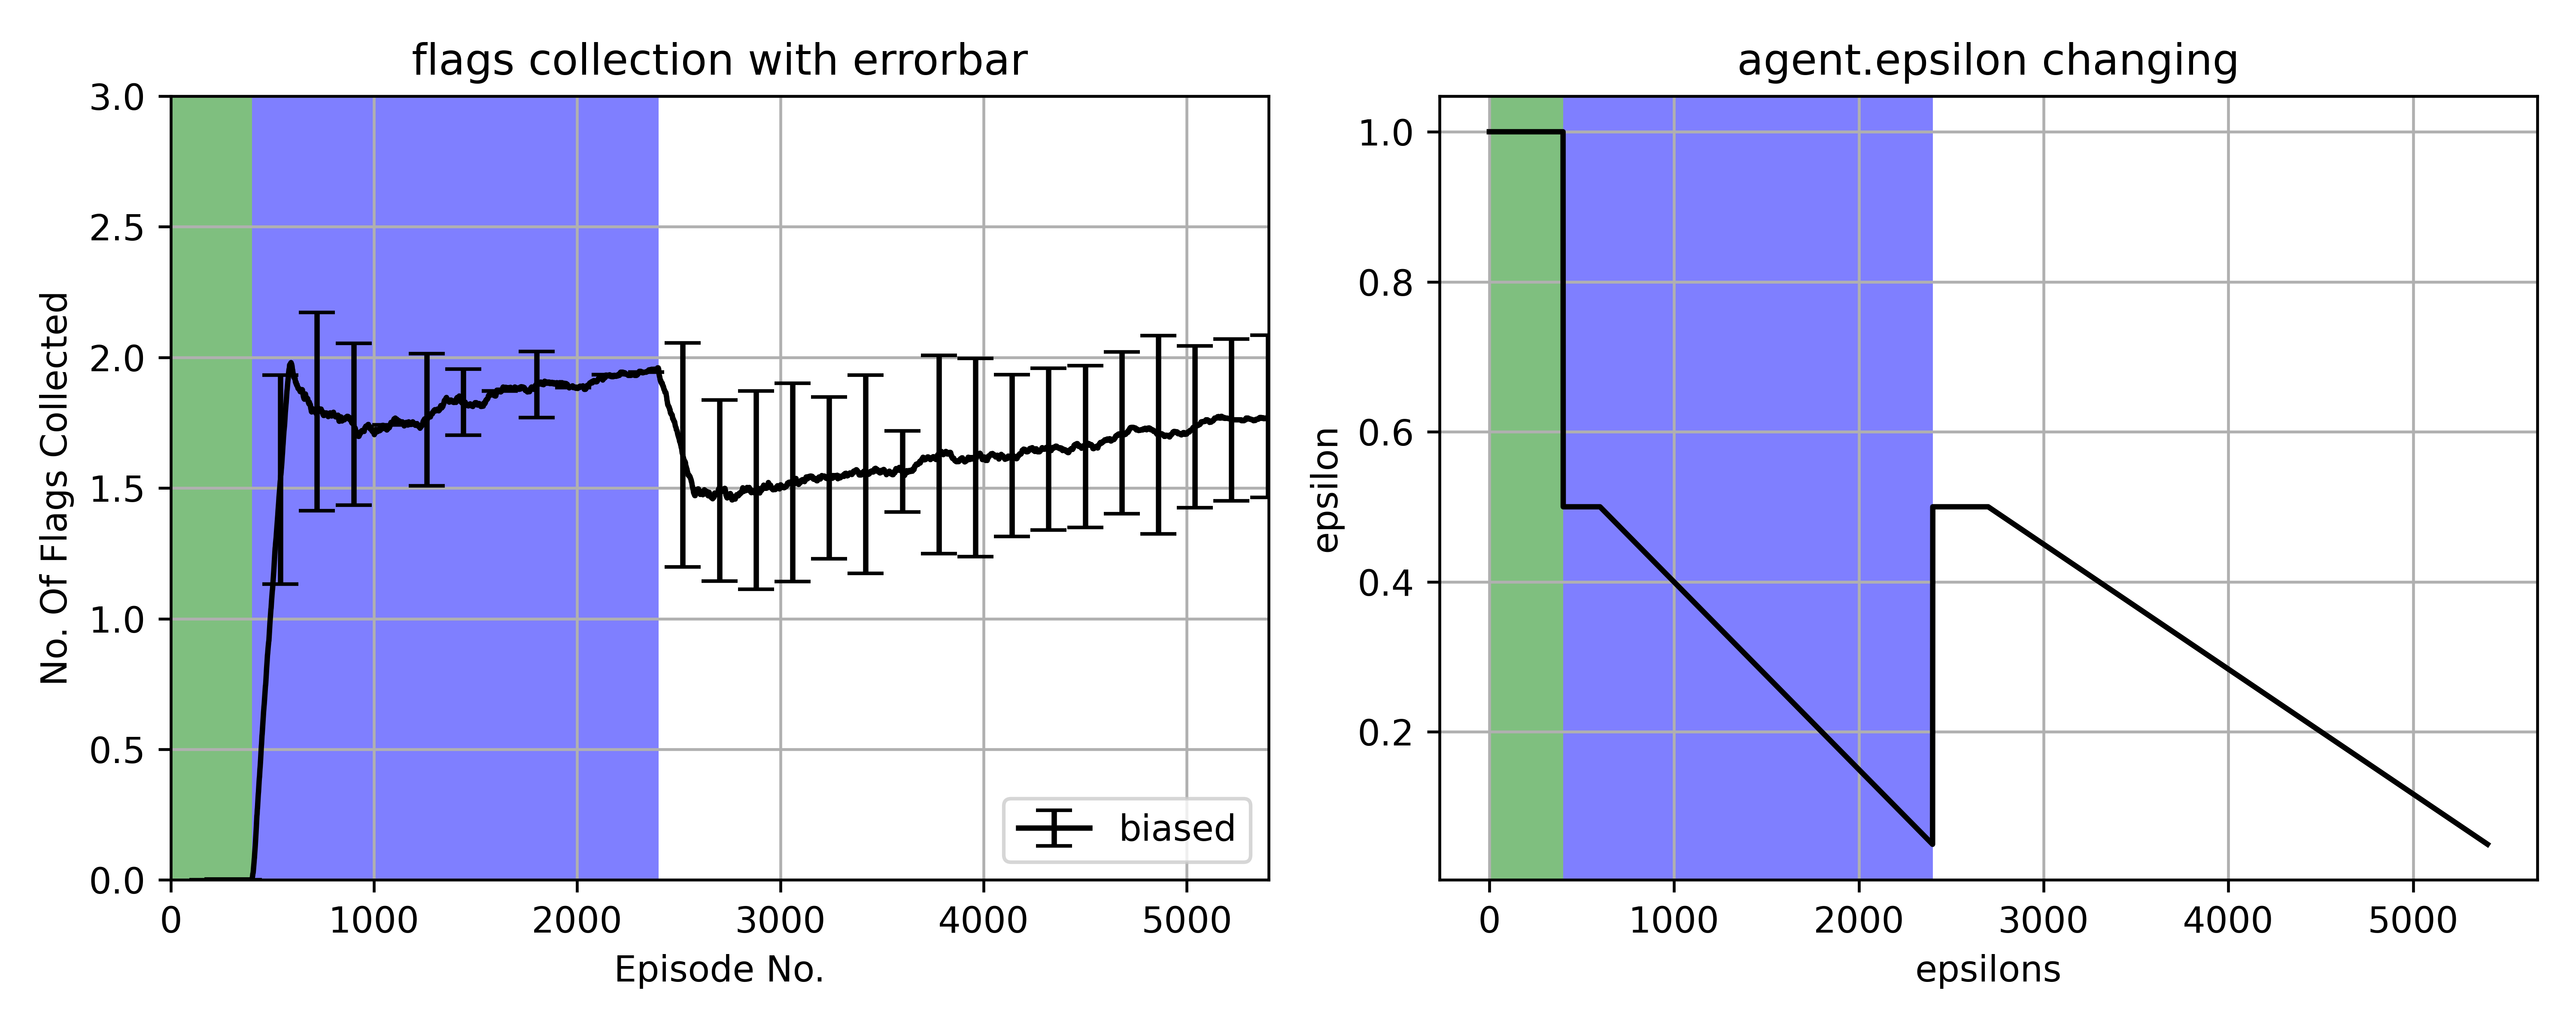 flags collection with errorbar
No. Of Flags Collected
3.0
2.5
2.0
1.5
1.0
0.5
0.0
0 1000 2000 3000 4000 5000
Episode No.
biased
agent.epsilon changing
epsilon
1.0
0.8
0.6
0.4
0.2
0 1000 2000 3000 4000 5000
epsilons